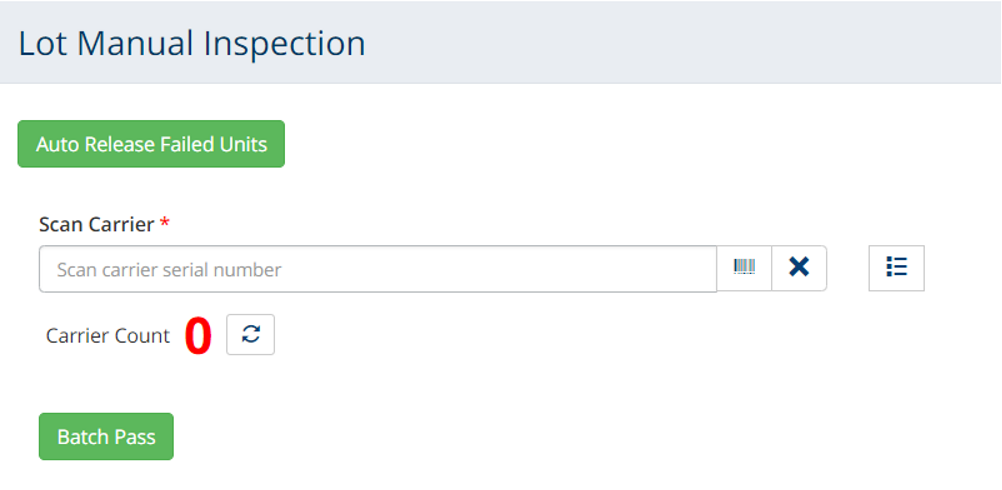 Lot Manual Inspection
Auto Release Failed Units
Scan Carrier *
Scan carrier serial number
Carrier Count 0
Batch Pass